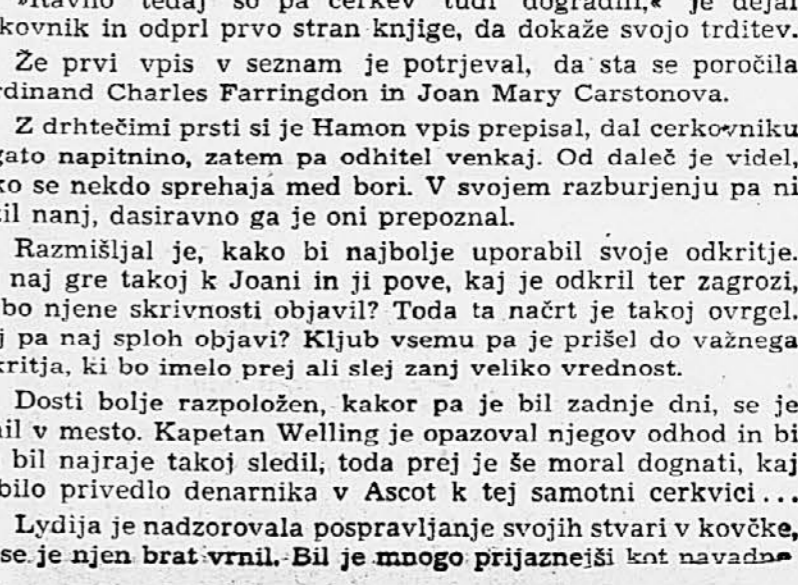 »Ravno tedaj so pa cerkev tudi dogradili,« je dejal
kovnik in odprl prvo stran knjige, da dokaže svojo trditev.
Že prvi vpis v seznam je potrjeval, da sta se poročila
rdinand Charles Farringdon in Joan Mary Carstonova.
Z drhtečimi prsti si je Hamon vpis prepisal, dal cerkovniku
gato napitnino, zatem pa odhitel venkaj. Od daleč je videl,
ko se nekdo sprehaja med bori. V svojem razburjenju pa ni
zil nanj, dasiravno ga je oni prepoznal.
Razmišljal je, kako bi najbolje uporabil svoje odkritje.
naj gre takoj k Joani in ji pove, kaj je odkril ter zagrozi,
bo njene skrivnosti objavil? Toda ta načrt je takoj ovrgel.
j pa naj sploh objavi? Kljub vsemu pa je prišel do važnega
kritja, ki bo imelo prej ali slej zanj veliko vrednost.
Dosti bolje razpoložen, kakor pa je bil zadnje dni, se je
nil v mesto. Kapetan Welling je opazoval njegov odhod in bi
bil najraje takoj sledil, toda prej je še moral dognati, kaj
bilo privedlo denarnika v Ascot k tej samotni cerkvici...
Lydija je nadzorovala pospravljanje svojih stvari v kovčke,
se je njen brat vrnil. Bil je mnogo prijaznejši kot navadno